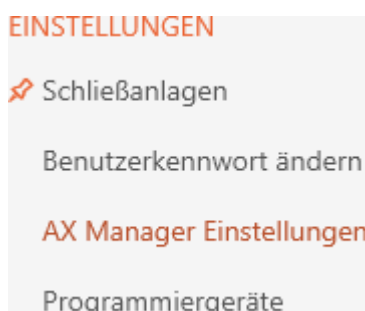 EINSTELLUNGEN
Schließanlagen
Benutzerkennwort ändern
AX Manager Einstellungen
Programmiergeräte